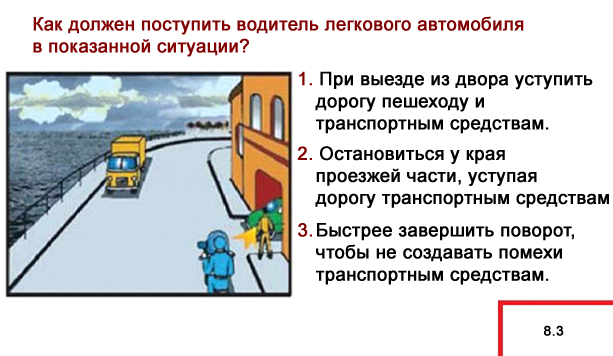 Как должен поступить водитель легкового автомобиля
в показанной ситуации?
1. При выезде из двора уступить
дорогу пешеходу и
транспортным средствам.
2. Остановиться у края
проезжей части, уступая
дорогу транспортным средствам
3. Быстрее завершить поворот,
чтобы не создавать помехи
транспортным средствам.
8.3